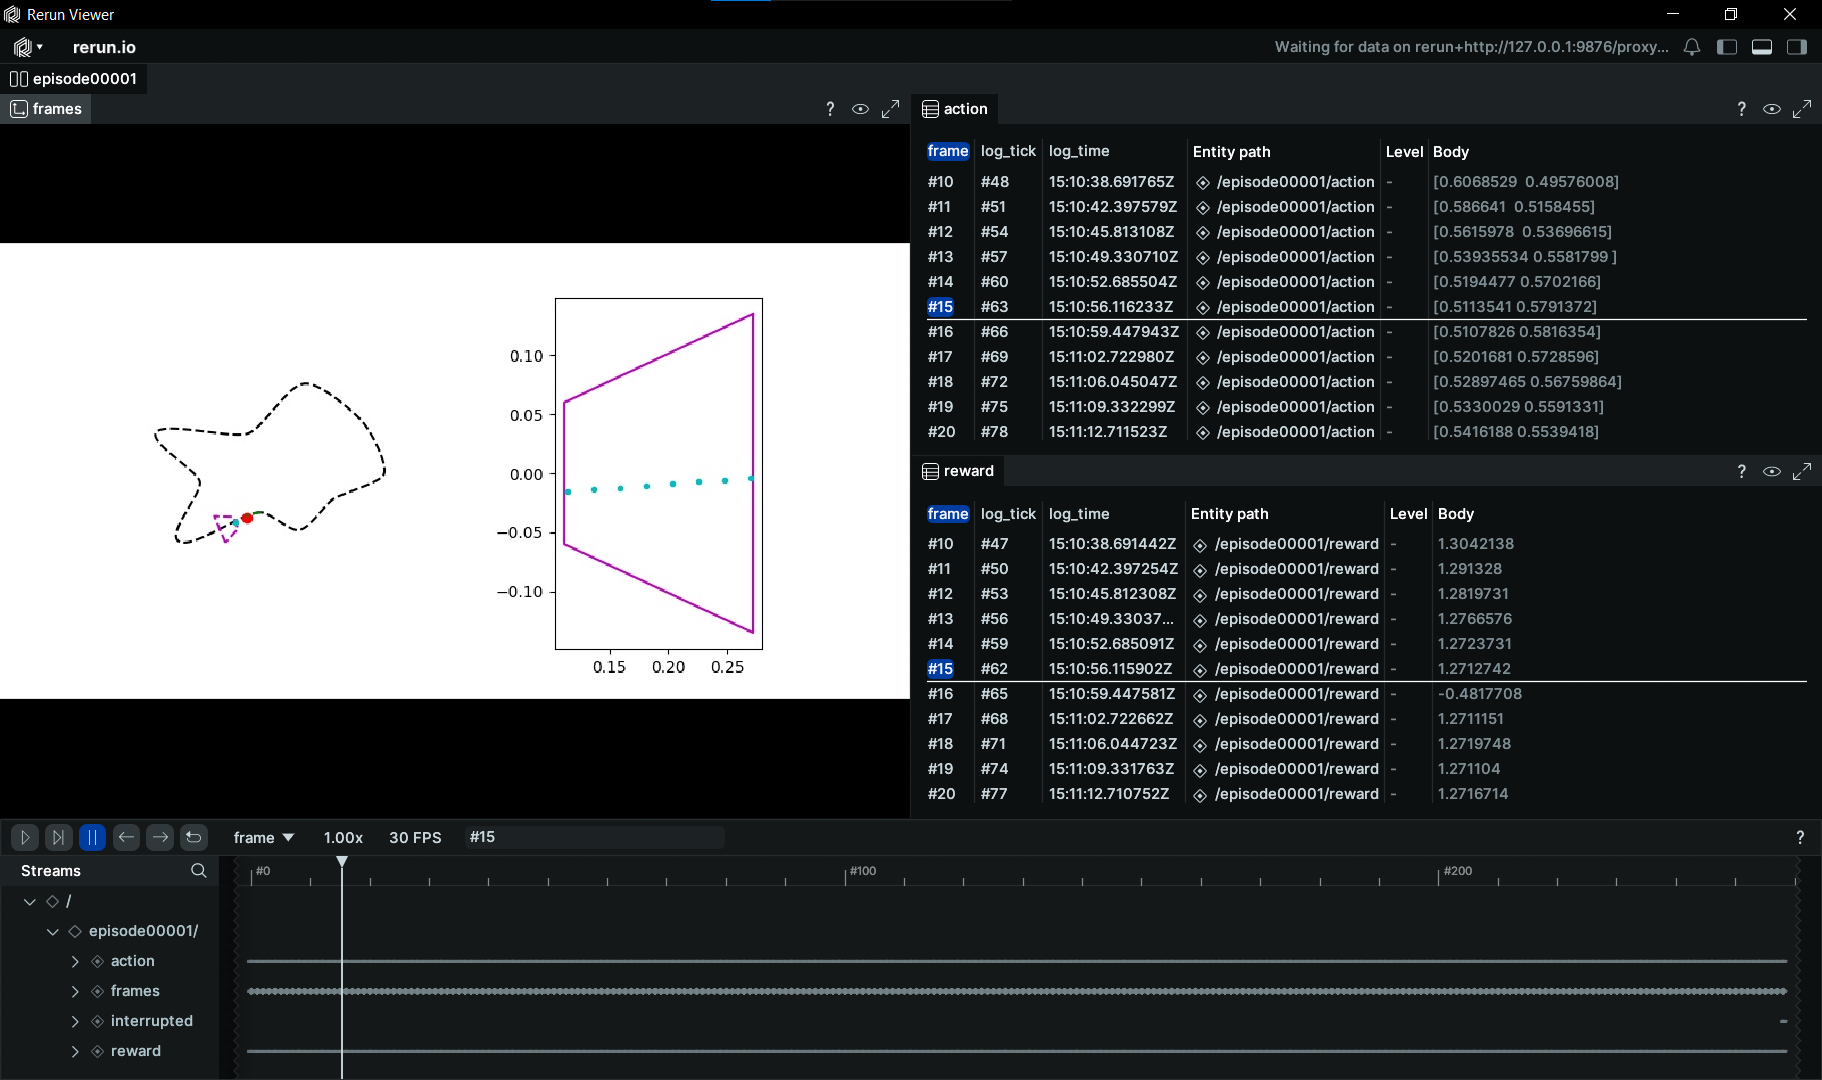 Rerun Viewer
rerun.io
Waiting for data on rerun+http://127.0.0.1:9876/proxy...
episode00001
frames ?
0.10
0.05
0.00
−0.05
−0.10
0.15 0.20 0.25
action ?
frame log_tick log_time Entity path Level Body
#10 #48 15:10:38.691765Z /episode00001/action - [0.6068529 0.49576008]
#11 #51 15:10:42.397579Z /episode00001/action - [0.586641 0.5158455]
#12 #54 15:10:45.813108Z /episode00001/action - [0.5615978 0.53696615]
#13 #57 15:10:49.330710Z /episode00001/action - [0.53935534 0.5581799 ]
#14 #60 15:10:52.685504Z /episode00001/action - [0.5194477 0.5702166]
#15 #63 15:10:56.116233Z /episode00001/action - [0.5113541 0.5791372]
#16 #66 15:10:59.447943Z /episode00001/action - [0.5107826 0.5816354]
#17 #69 15:11:02.722980Z /episode00001/action - [0.5201681 0.5728596]
#18 #72 15:11:06.045047Z /episode00001/action - [0.52897465 0.56759864]
#19 #75 15:11:09.332299Z /episode00001/action - [0.5330029 0.5591331]
#20 #78 15:11:12.711523Z /episode00001/action - [0.5416188 0.5539418]
reward ?
frame log_tick log_time Entity path Level Body
#10 #47 15:10:38.691442Z /episode00001/reward - 1.3042138
#11 #50 15:10:42.397254Z /episode00001/reward - 1.291328
#12 #53 15:10:45.812308Z /episode00001/reward - 1.2819731
#13 #56 15:10:49.33037... /episode00001/reward - 1.2766576
#14 #59 15:10:52.685091Z /episode00001/reward - 1.2723731
#15 #62 15:10:56.115902Z /episode00001/reward - 1.2712742
#16 #65 15:10:59.447581Z /episode00001/reward - -0.4817708
#17 #68 15:11:02.722662Z /episode00001/reward - 1.2711151
#18 #71 15:11:06.044723Z /episode00001/reward - 1.2719748
#19 #74 15:11:09.331763Z /episode00001/reward - 1.271104
#20 #77 15:11:12.710752Z /episode00001/reward - 1.2716714
frame 1.00x 30 FPS #15 ?
Streams
#0 #100 #200
/
episode00001/
action
frames
interrupted
reward